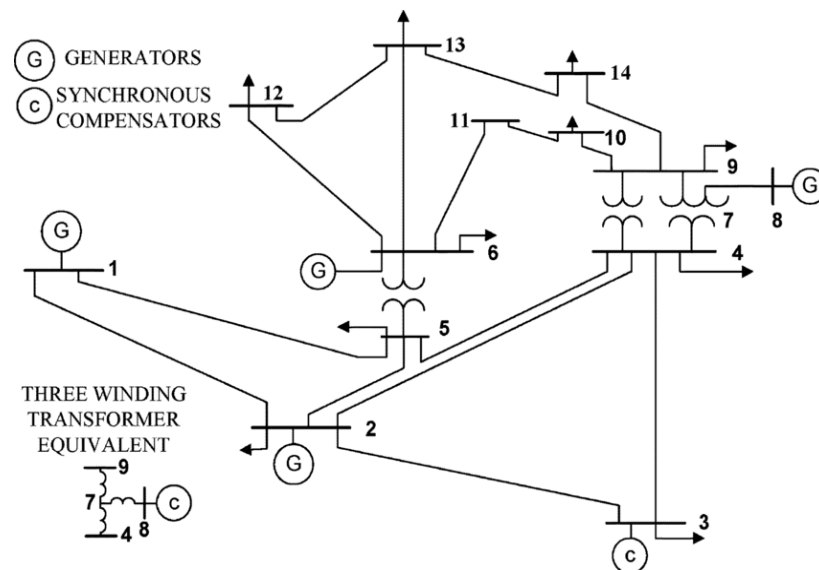 13
G GENERATORS
14
12
C SYNCHRONOUS
COMPENSATORS
11
10
9
G
7
8
G
6
4
1
G
5
THREE WINDING
TRANSFORMER
EQUIVALENT
2
G
9
7
C
8
4
3
C